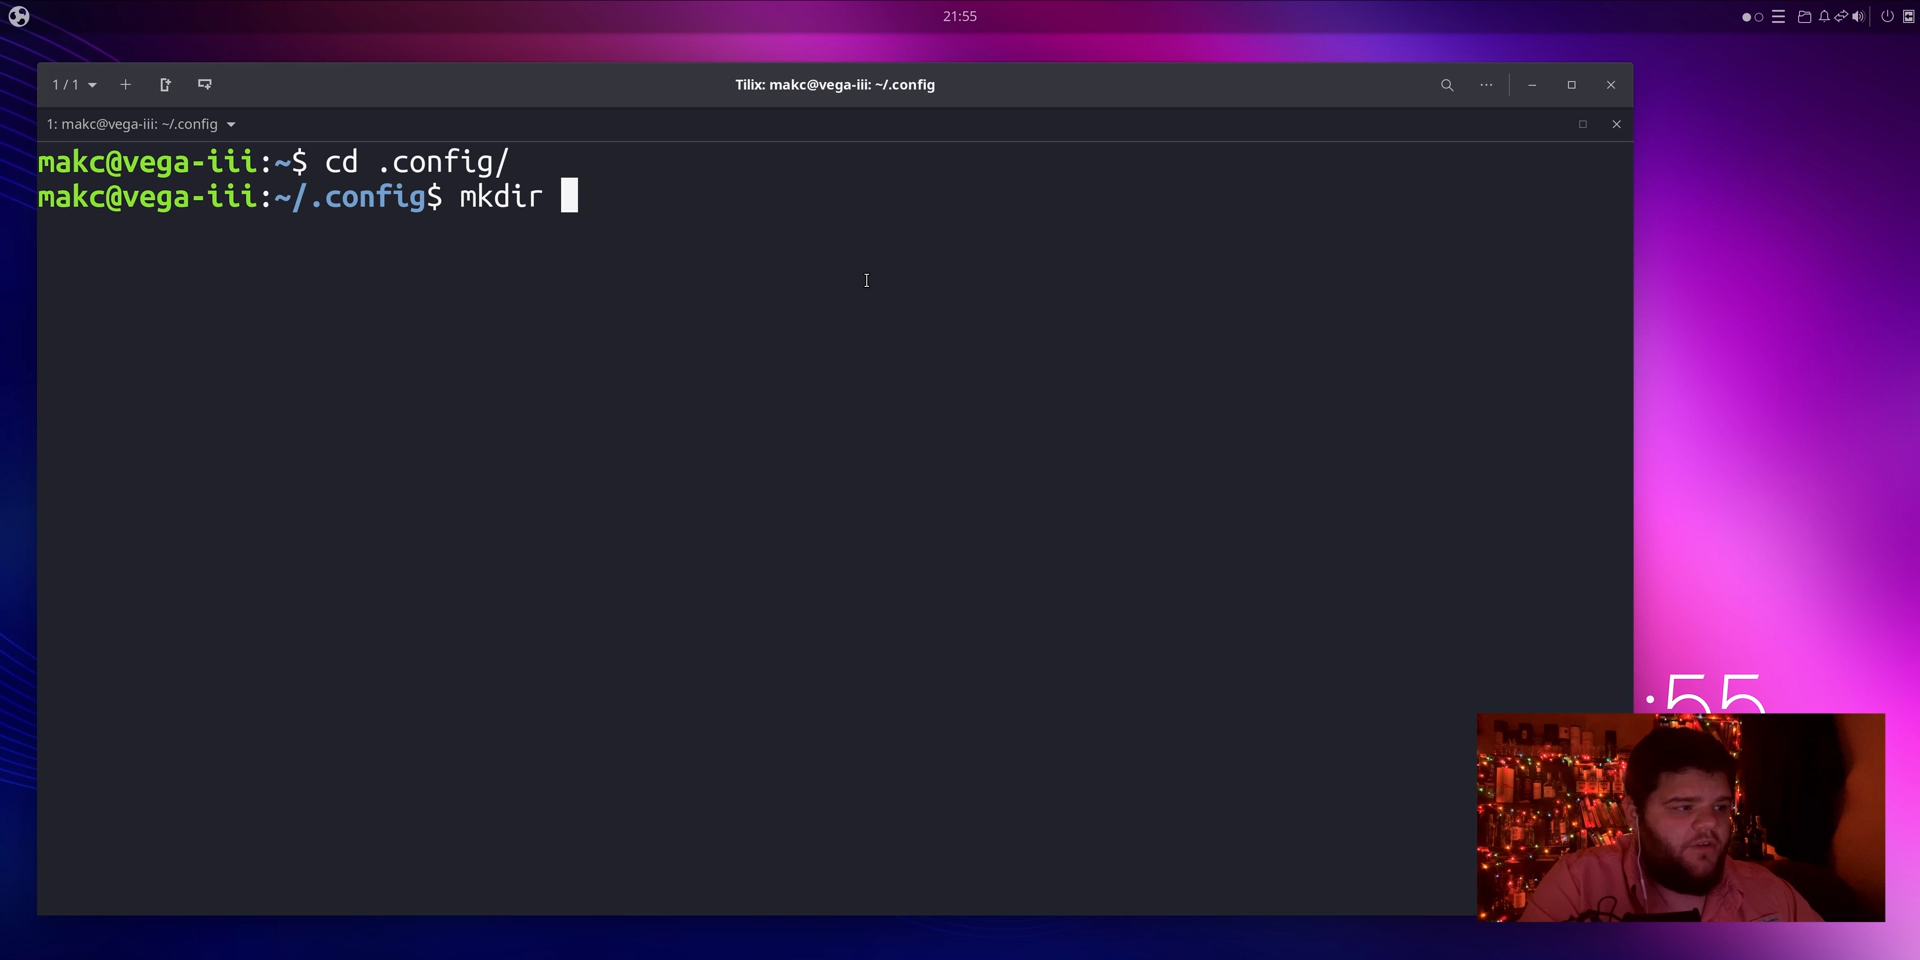 21:55
1 / 1
Tilix: makc@vega-iii: ~/.config
1: makc@vega-iii: ~/.config
makc@vega-iii:~$ cd .config/
makc@vega-iii:~/.config$ mkdir
:55